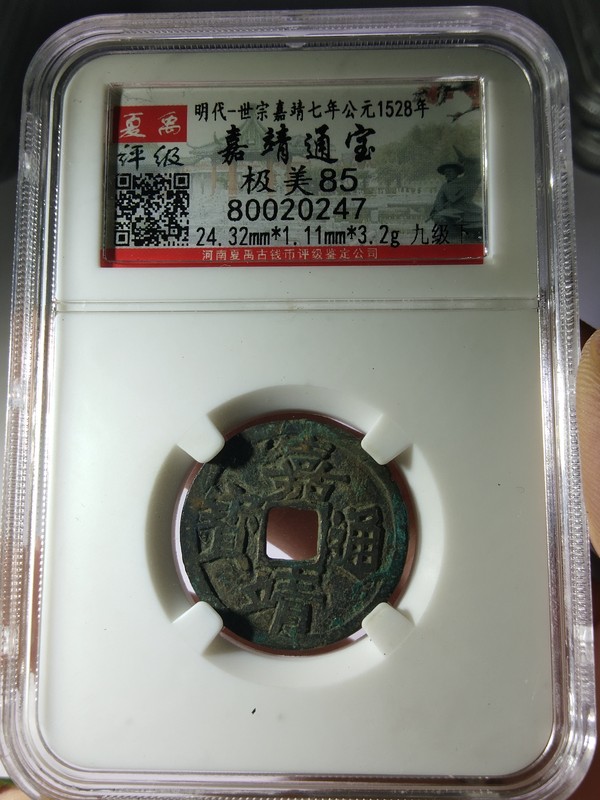 夏禹
评级
明代-世宗嘉靖七年公元1528年
嘉靖通宝
极美85
80020247
24.32mm*1.11mm*3.2g 九级下
河南夏禹古钱币评级鉴定公司
嘉靖通寶